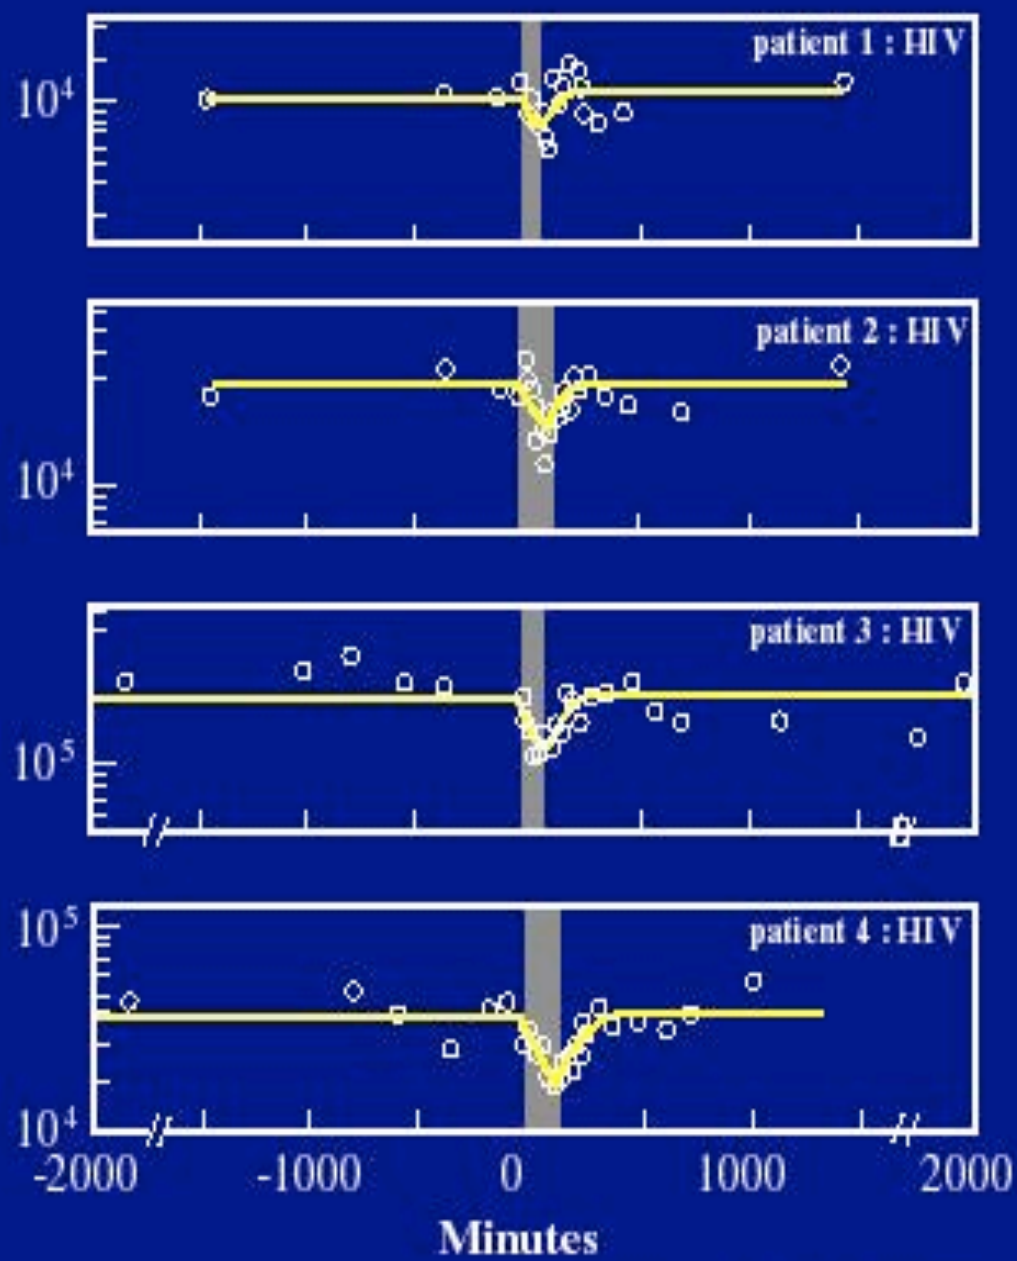 patient 1 : HIV
10⁴
patient 2 : HIV
10⁴
patient 3 : HIV
10⁵
10⁵
patient 4 : HIV
10⁴
-2000 -1000 0 1000 2000
Minutes